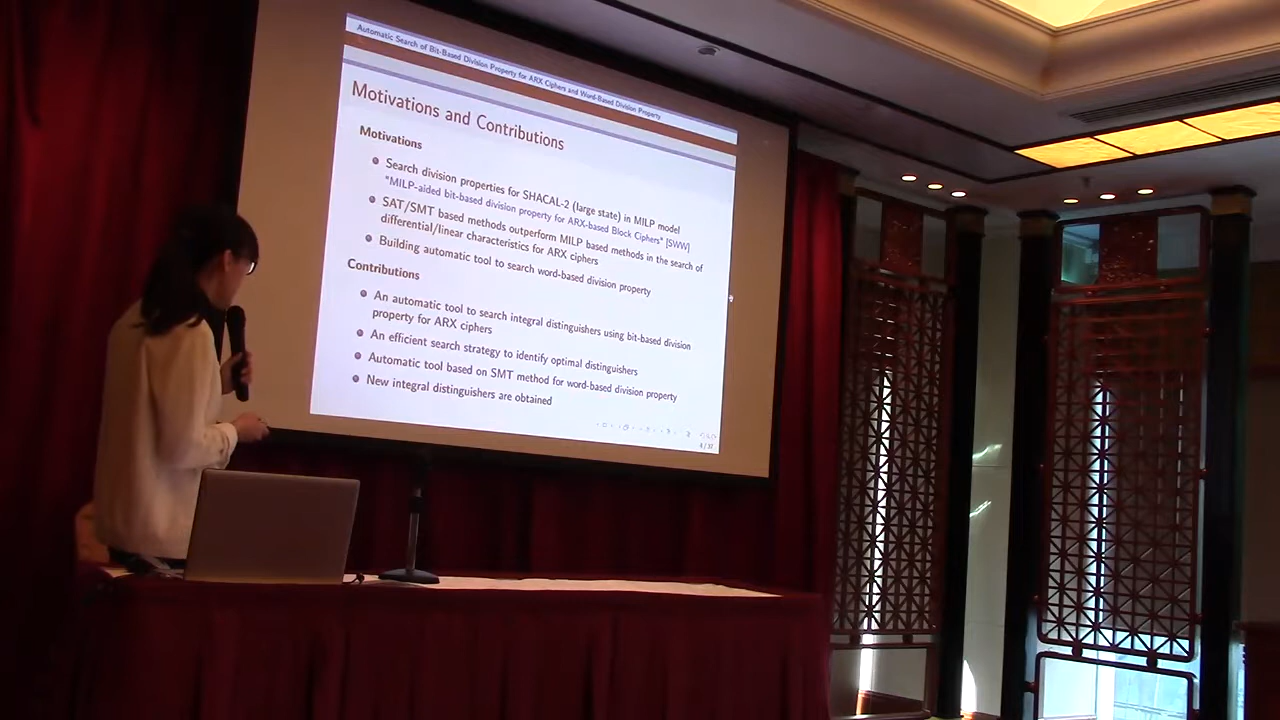 Automatic Search of Bit-Based Division Property for ARX Ciphers and Word-Based Division Property
Motivations and Contributions
Motivations
Search division properties for SHACAL-2 (large state) in MILP model
"MILP-aided bit-based division property for ARX-based Block Ciphers" [SWW]
SAT/SMT based methods outperform MILP based methods in the search of
differential/linear characteristics for ARX ciphers
Building automatic tool to search word-based division property
Contributions
An automatic tool to search integral distinguishers using bit-based division
property for ARX ciphers
An efficient search strategy to identify optimal distinguishers
Automatic tool based on SMT method for word-based division property
New integral distinguishers are obtained
4 / 37